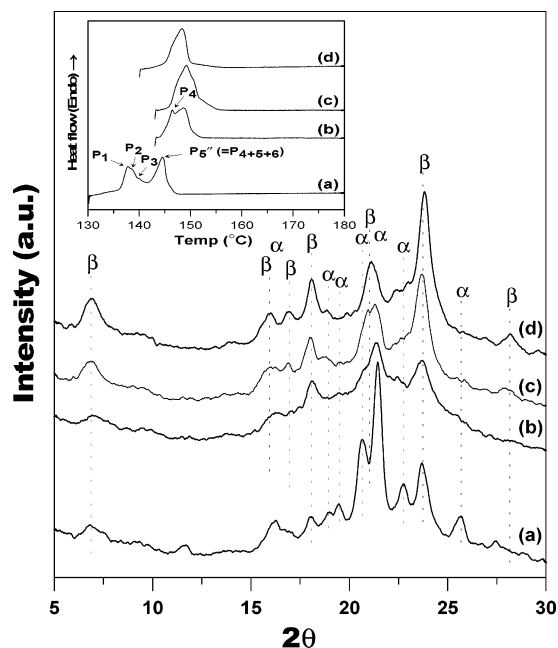 Heat flow (Endo) →
(d)
(c)
P4
(b)
P1
P2
P3
P5″ (=P4+5+6)
(a)
130 140 150 160 170 180
Temp (°C)
Intensity (a.u.)
β
β
α
β
β
α
α
α
β
α
α
β
α
β
(d)
(c)
(b)
(a)
5 10 15 20 25 30
2θ